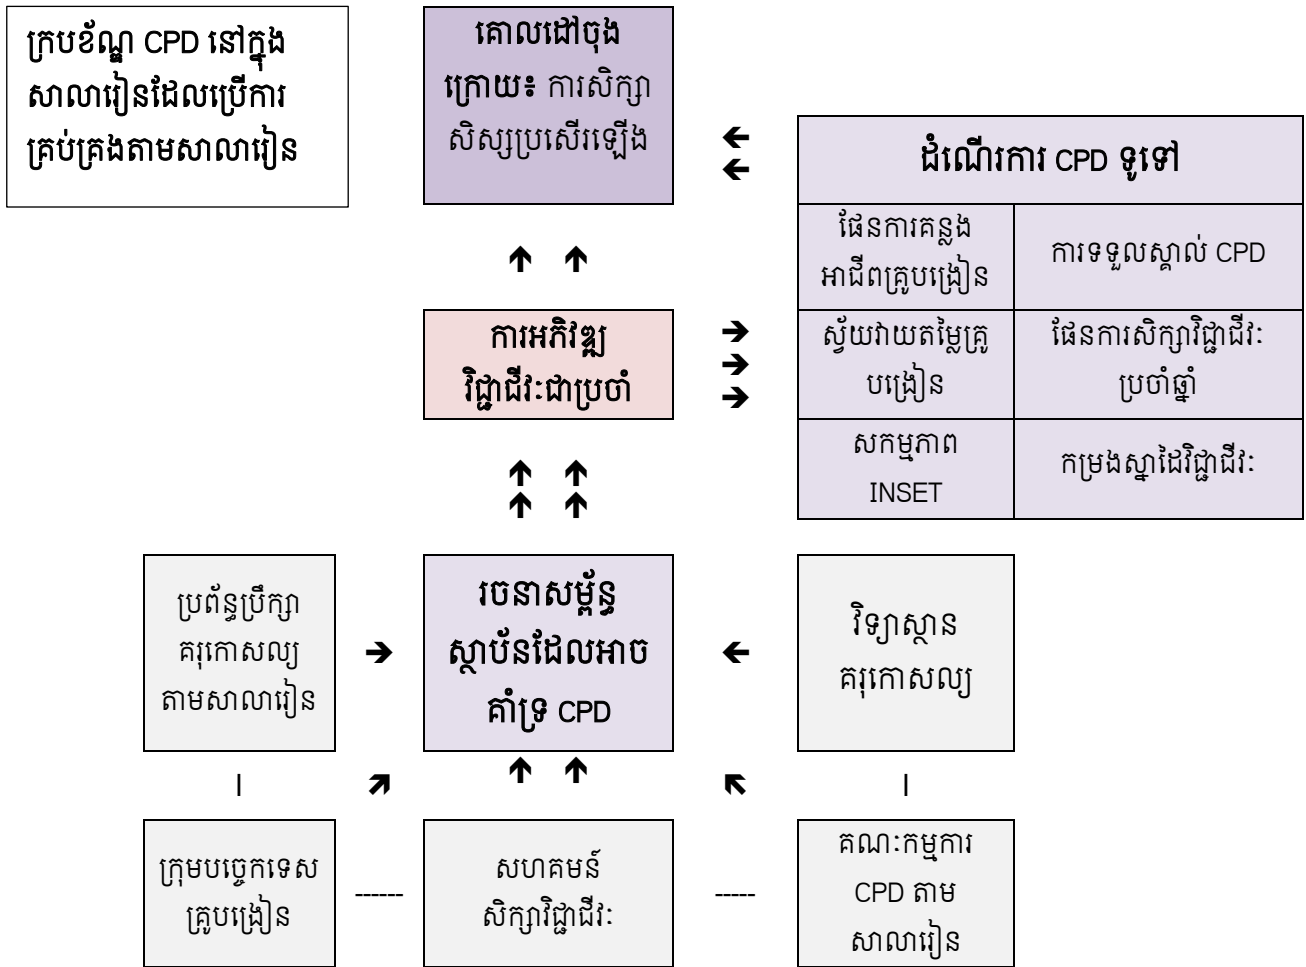 ក្របខ័ណ្ឌ CPD នៅក្នុង
សាលារៀនដែលប្រើការ
គ្រប់គ្រងតាមសាលារៀន
គោលដៅចុង
ក្រោយ៖ ការសិក្សា
សិស្សប្រសើរឡើង
ដំណើរការ CPD ទូទៅ
ផែនការគន្លង
អាជីពគ្រូបង្រៀន
ការទទួលស្គាល់ CPD
ការអភិវឌ្ឍ
វិជ្ជាជីវៈជាប្រចាំ
ស្វ័យវាយតម្លៃគ្រូ
បង្រៀន
ផែនការសិក្សាវិជ្ជាជីវៈ
ប្រចាំឆ្នាំ
សកម្មភាព
INSET
កម្រងស្នាដៃវិជ្ជាជីវៈ
ប្រព័ន្ធប្រឹក្សា
គរុកោសល្យ
តាមសាលារៀន
រចនាសម្ព័ន្ធ
ស្ថាប័នដែលអាច
គាំទ្រ CPD
វិទ្យាស្ថាន
គរុកោសល្យ
ក្រុមបច្ចេកទេស
គ្រូបង្រៀន
សហគមន៍
សិក្សាវិជ្ជាជីវៈ
គណៈកម្មការ
CPD តាម
សាលារៀន